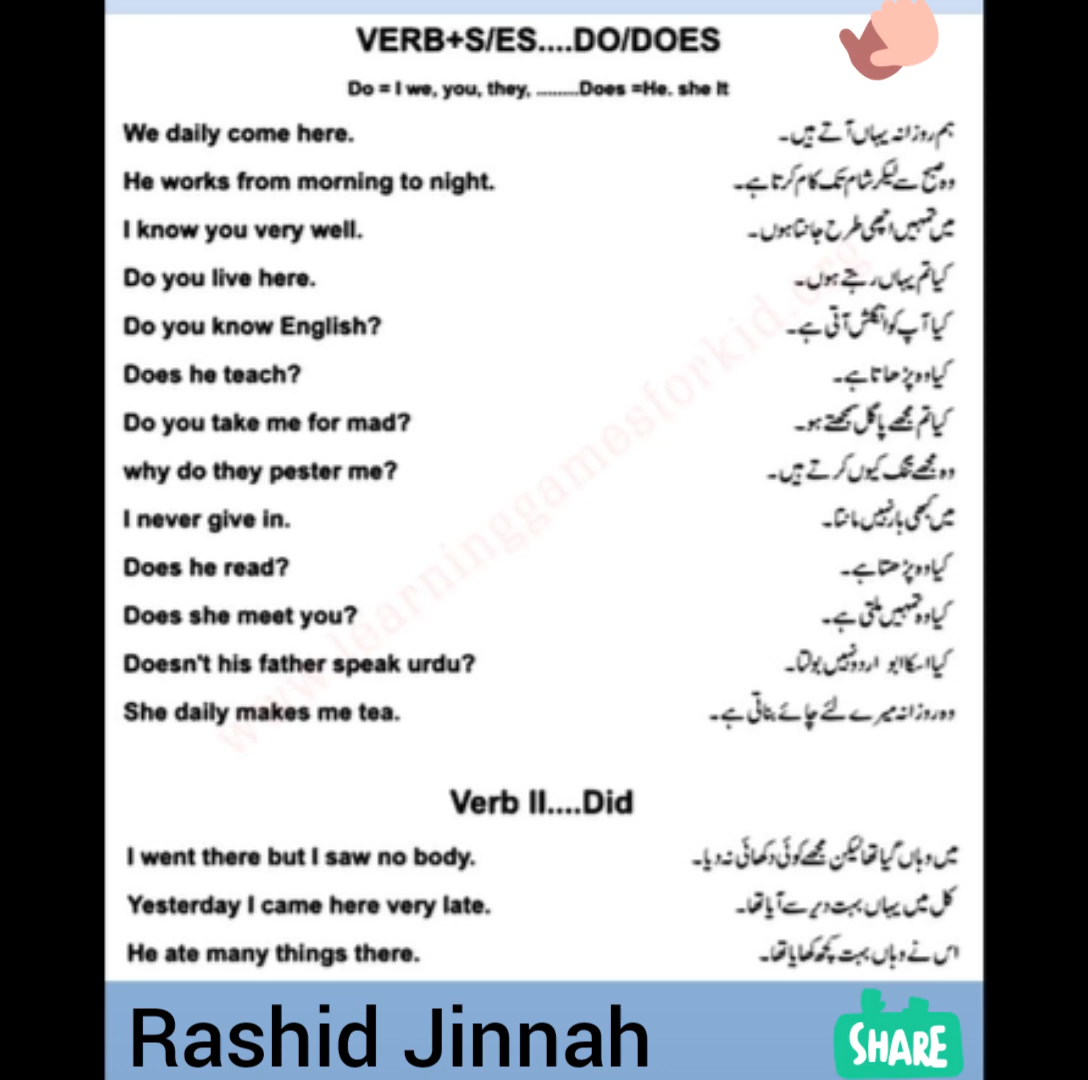 VERB+S/ES....DO/DOES
Do = I we, you, they, ........Does =He. she It
We daily come here. ہم روزانہ یہاں آتے ہیں۔
He works from morning to night. وہ صبح سے لیکر شام تک کام کرتا ہے۔
I know you very well. میں تمہیں اچھی طرح جانتا ہوں۔
Do you live here. کیا تم یہاں رہتے ہوں۔
Do you know English? کیا آپ کو انگلش آتی ہے۔
Does he teach? کیا وہ پڑھاتا ہے۔
Do you take me for mad? کیا تم مجھے پاگل سمجھتے ہو۔
why do they pester me? وہ مجھے تنگ کیوں کرتے ہیں۔
I never give in. میں کبھی ہار نہیں مانتا۔
Does he read? کیا وہ پڑھتا ہے۔
Does she meet you? کیا وہ تمہیں ملتی ہے۔
Doesn't his father speak urdu? کیا اسکا ابو اردو نہیں بولتا۔
She daily makes me tea. وہ روزانہ میرے لئے چائے بناتی ہے۔
Verb II....Did
I went there but I saw no body. میں وہاں گیا تھا لیکن مجھے کوئی دکھائی نہ دیا۔
Yesterday I came here very late. کل میں یہاں بہت دیر سے آیا تھا۔
He ate many things there. اس نے وہاں بہت کچھ کھایا تھا۔
www.learninggamesforkid.org
Rashid Jinnah
SHARE